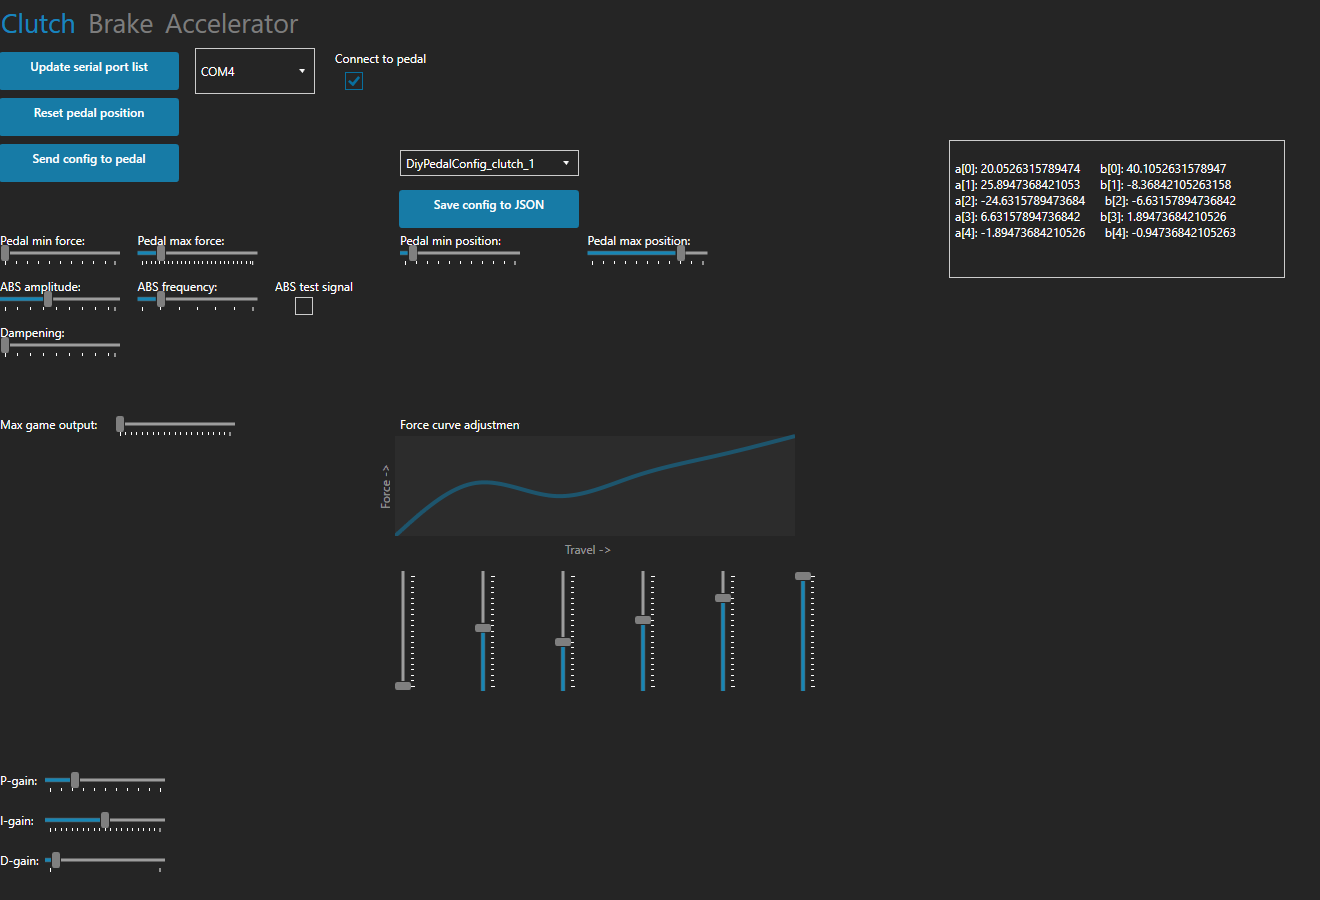 Clutch Brake Accelerator
Update serial port list
COM4
Connect to pedal
Reset pedal position
Send config to pedal
DiyPedalConfig_clutch_1
Save config to JSON
a[0]: 20.0526315789474 b[0]: 40.1052631578947
a[1]: 25.8947368421053 b[1]: -8.36842105263158
a[2]: -24.6315789473684 b[2]: -6.63157894736842
a[3]: 6.63157894736842 b[3]: 1.89473684210526
a[4]: -1.89473684210526 b[4]: -0.94736842105263
Pedal min force:
Pedal max force:
Pedal min position:
Pedal max position:
ABS amplitude:
ABS frequency:
ABS test signal
Dampening:
Max game output:
Force curve adjustmen
Force ->
Travel ->
P-gain:
I-gain:
D-gain: